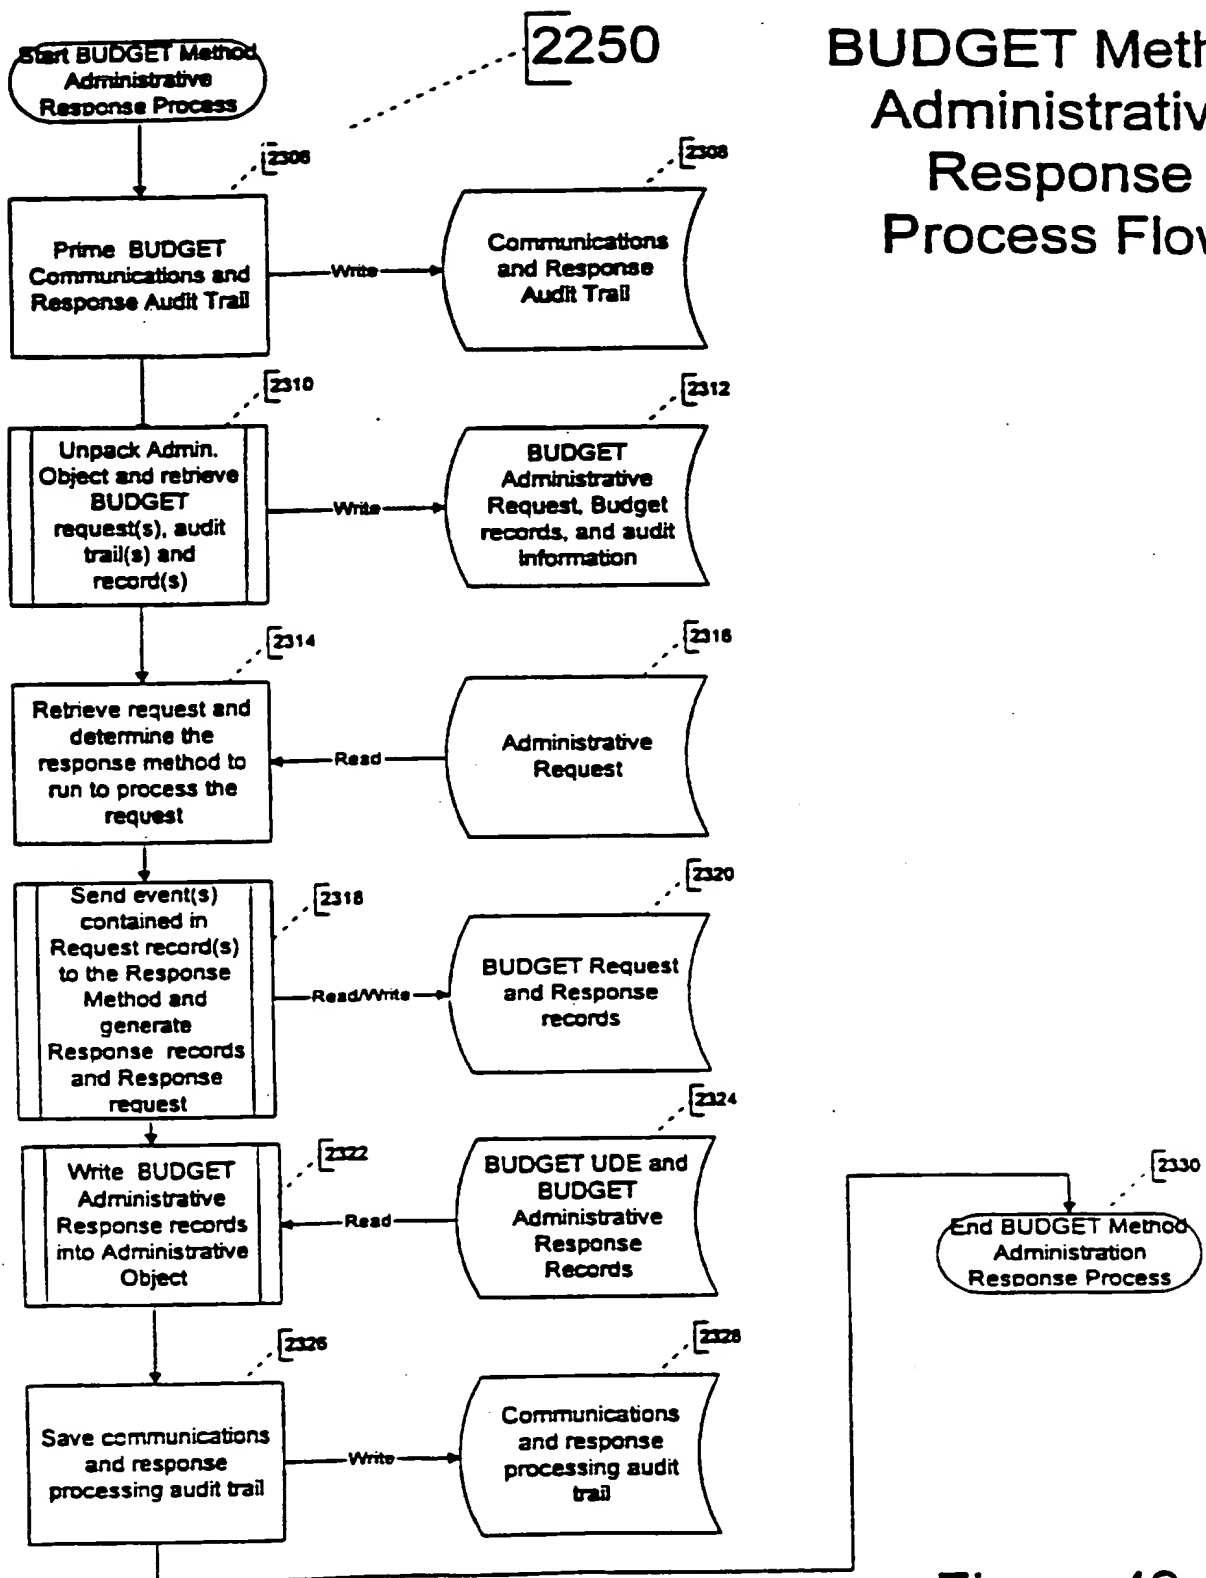 2250
BUDGET Meth
Administrativ
Response
Process Flow
Start BUDGET Method
Administrative
Response Process
2306
Prime BUDGET
Communications and
Response Audit Trail
Write
2308
Communications
and Response
Audit Trail
2310
Unpack Admin.
Object and retrieve
BUDGET
request(s), audit
trail(s) and
record(s)
Write
2312
BUDGET
Administrative
Request, Budget
records, and audit
Information
2314
Retrieve request and
determine the
response method to
run to process the
request
Read
2316
Administrative
Request
2318
Send event(s)
contained in
Request record(s)
to the Response
Method and
generate
Response records
and Response
request
Read/Write
2320
BUDGET Request
and Response
records
2322
Write BUDGET
Administrative
Response records
into Administrative
Object
Read
2324
BUDGET UDE and
BUDGET
Administrative
Response
Records
2326
Save communications
and response
processing audit trail
Write
2328
Communications
and response
processing audit
trail
2330
End BUDGET Method
Administration
Response Process